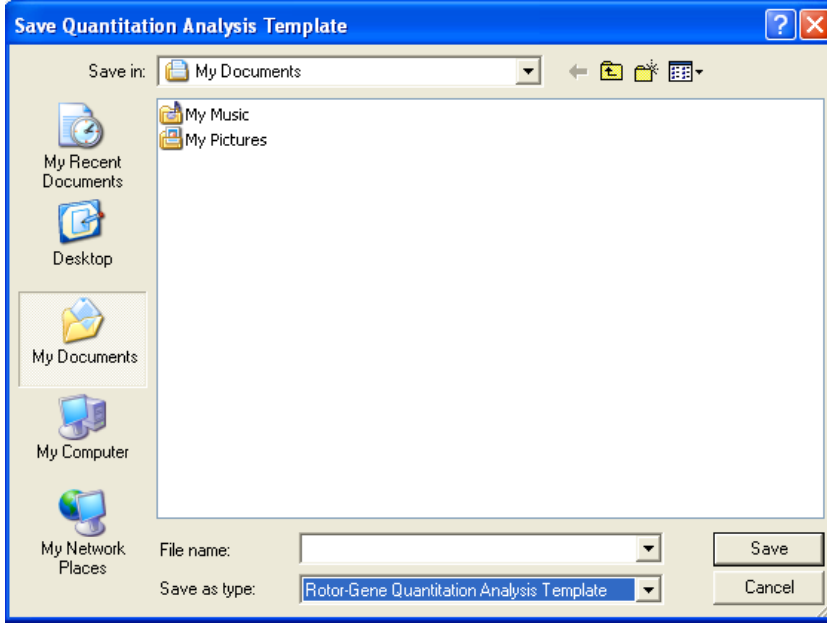 Save Quantitation Analysis Template
?
X
Save in:
My Documents
My Music
My Pictures
My Recent
Documents
Desktop
My Documents
My Computer
My Network
Places
File name:
Save
Save as type:
Rotor-Gene Quantitation Analysis Template
Cancel